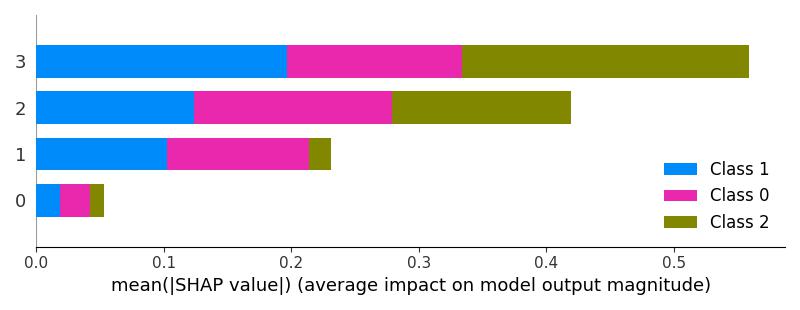 3
2
1
0
Class 1
Class 0
Class 2
0.0 0.1 0.2 0.3 0.4 0.5
mean(|SHAP value|) (average impact on model output magnitude)